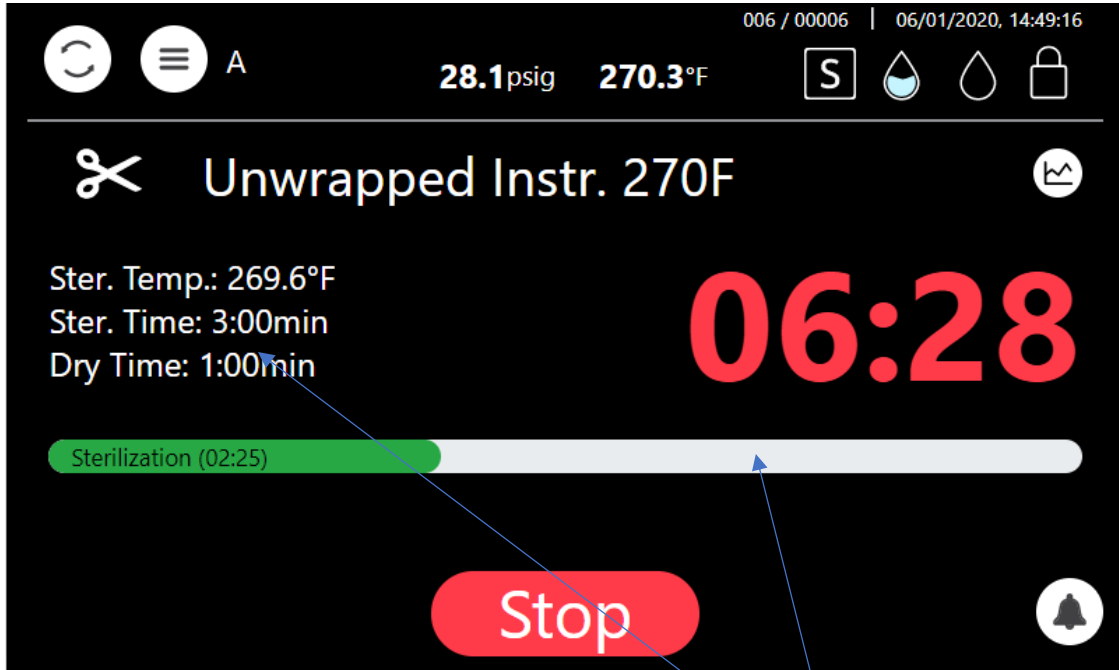 006 / 00006 | 06/01/2020, 14:49:16
A 28.1psig 270.3°F S
Unwrapped Instr. 270F
Ster. Temp.: 269.6°F
Ster. Time: 3:00min
Dry Time: 1:00min
06:28
Sterilization (02:25)
Stop